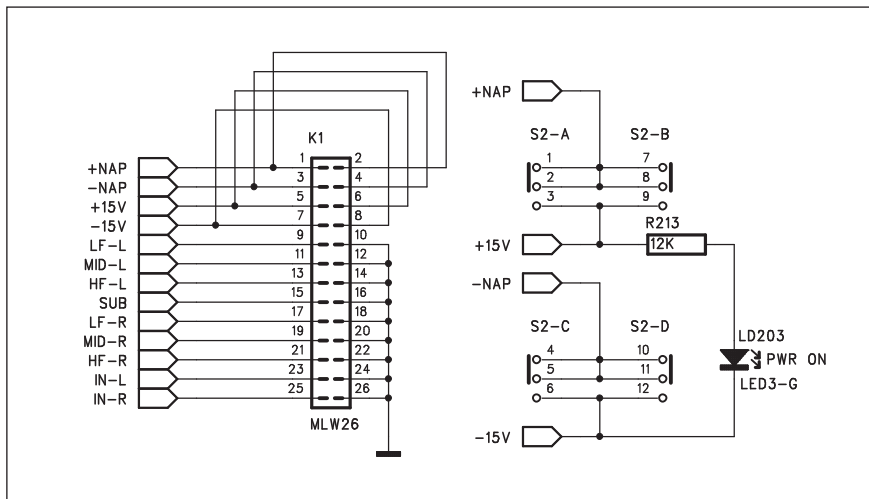 K1
+NAP 1 2
-NAP 3 4
+15V 5 6
-15V 7 8
LF-L 9 10
MID-L 11 12
HF-L 13 14
SUB 15 16
LF-R 17 18
MID-R 19 20
HF-R 21 22
IN-L 23 24
IN-R 25 26
MLW26
+NAP
S2-A S2-B
1 7
2 8
3 9
R213
+15V 12K
-NAP
S2-C S2-D
4 10
5 11
6 12
LD203
PWR ON
LED3-G
-15V